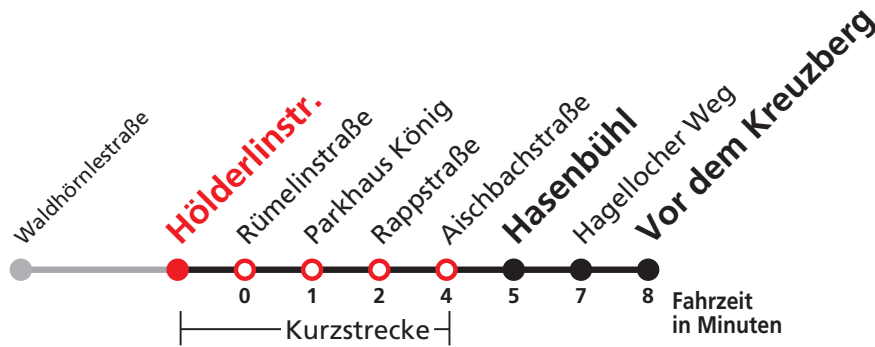 Waldhörnlestraße
Hölderlinstr.
Rümelinstraße
Parkhaus König
Rappstraße
Aischbachstraße
Hasenbühl
Hagellocher Weg
Vor dem Kreuzberg
0 1 2 4 5 7 8
Fahrzeit
in Minuten
Kurzstrecke